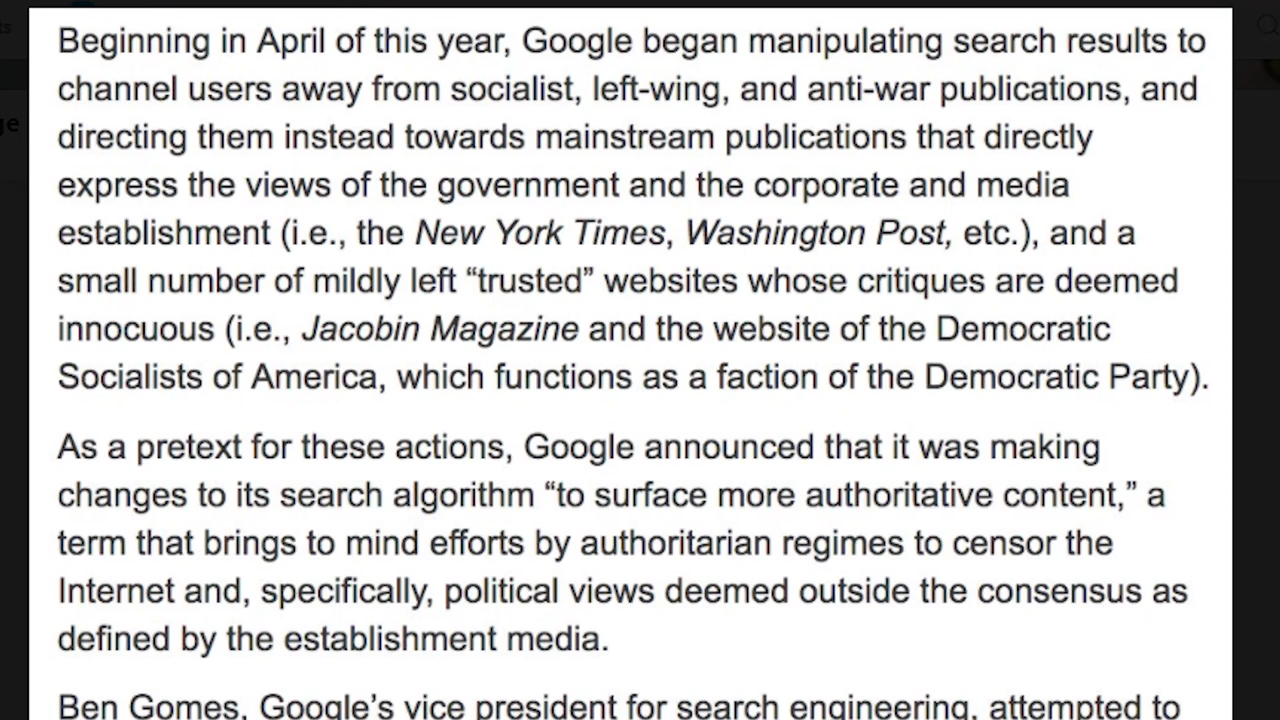 Beginning in April of this year, Google began manipulating search results to
channel users away from socialist, left-wing, and anti-war publications, and
directing them instead towards mainstream publications that directly
express the views of the government and the corporate and media
establishment (i.e., the New York Times, Washington Post, etc.), and a
small number of mildly left “trusted” websites whose critiques are deemed
innocuous (i.e., Jacobin Magazine and the website of the Democratic
Socialists of America, which functions as a faction of the Democratic Party).
As a pretext for these actions, Google announced that it was making
changes to its search algorithm “to surface more authoritative content,” a
term that brings to mind efforts by authoritarian regimes to censor the
Internet and, specifically, political views deemed outside the consensus as
defined by the establishment media.
Ben Gomes, Google’s vice president for search engineering, attempted to